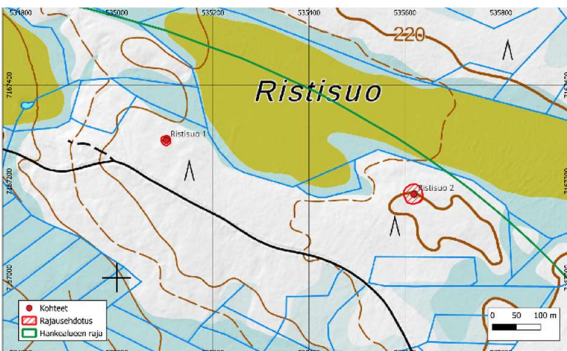 534800
535000
535200
535400
535600
535800
220
7167400
Ristisuo
Ristisuo 1
7167200
Ristisuo 2
7167000
Kohteet
Rajausehdotus
Hankealueen raja
0 50 100 m